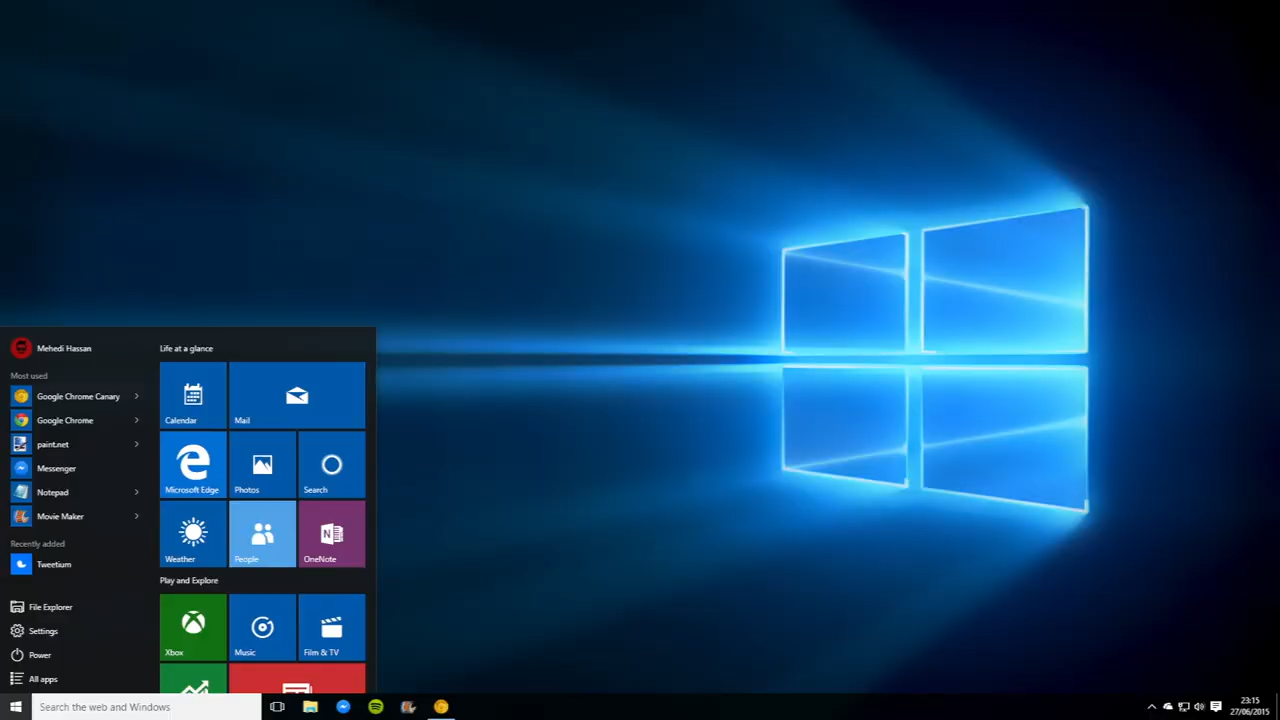 Mehedi Hassan
Most used
Google Chrome Canary
Google Chrome
paint.net
Messenger
Notepad
Movie Maker
Recently added
Tweetium
File Explorer
Settings
Power
All apps
Life at a glance
Calendar
Mail
Microsoft Edge
Photos
Search
Weather
People
OneNote
Play and Explore
Xbox
Music
Film & TV
Search the web and Windows
23:15
27/06/2015